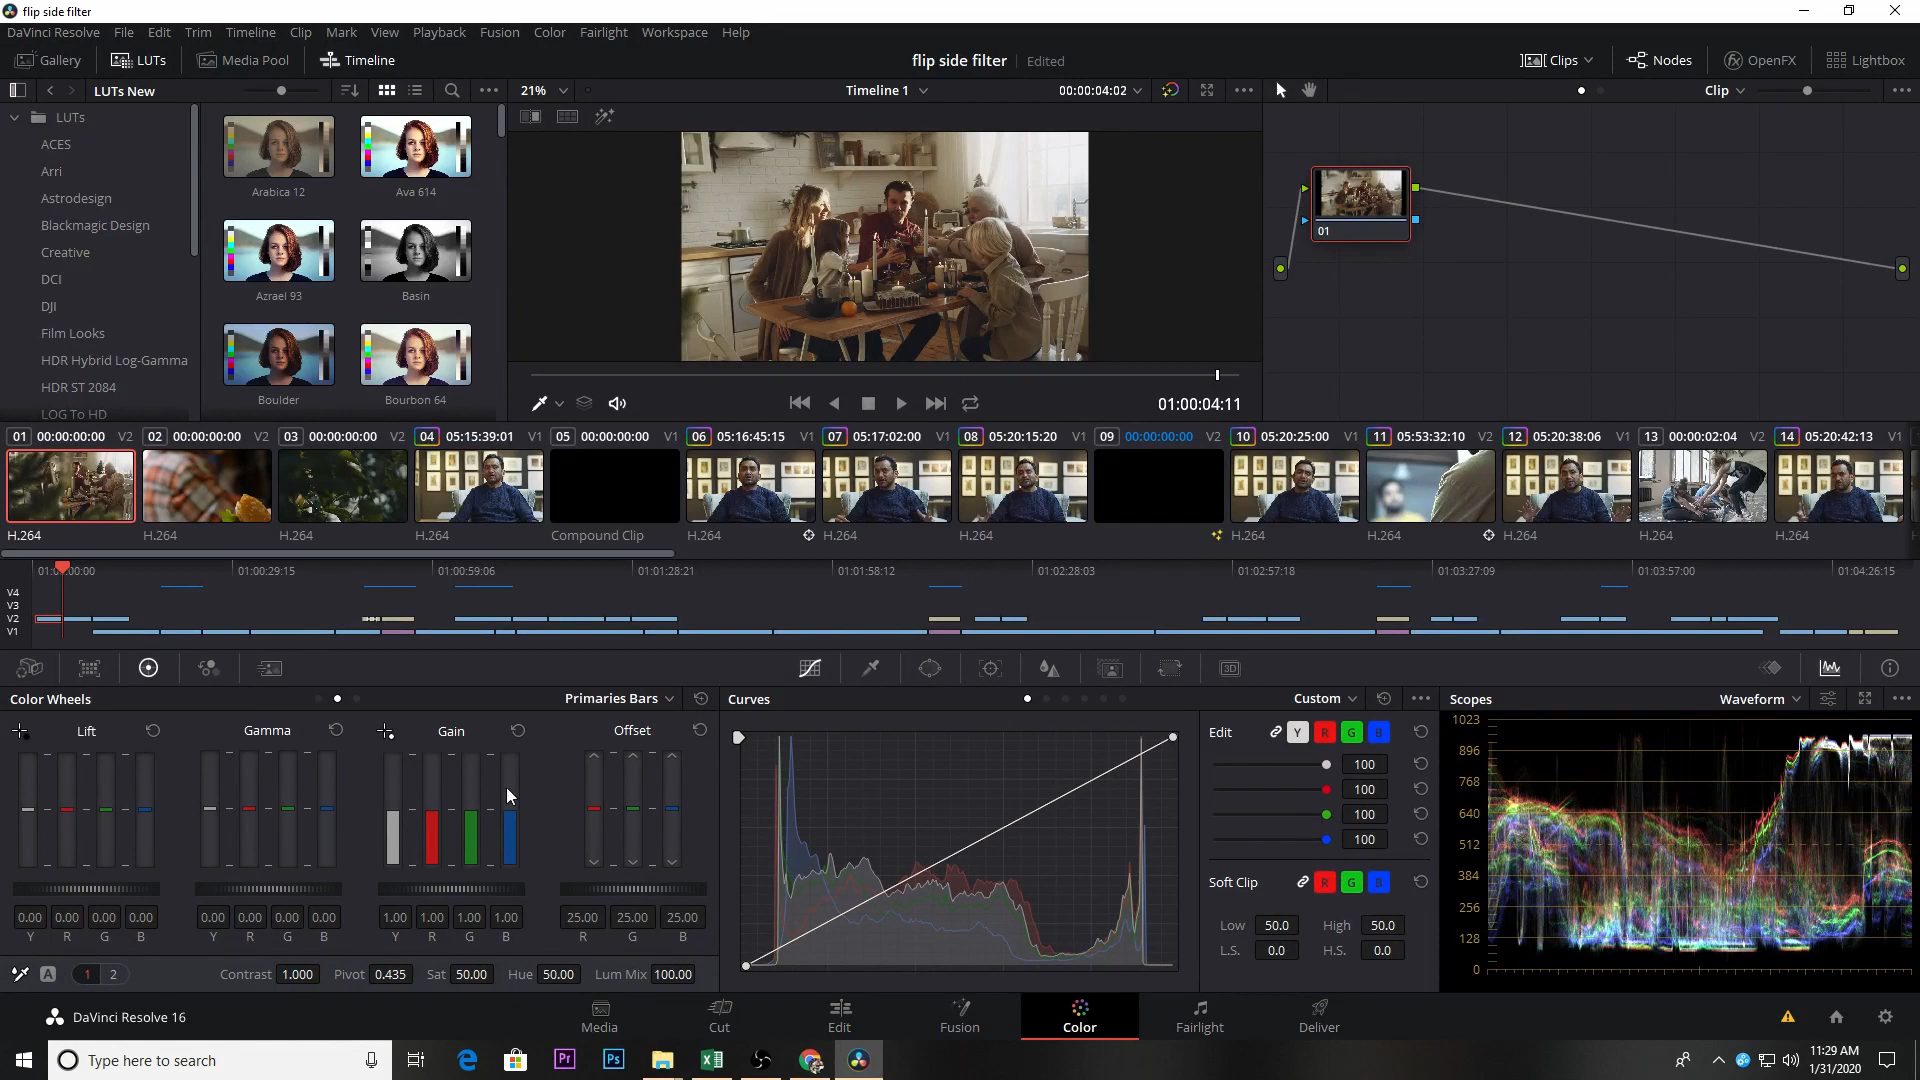 flip side filter
DaVinci Resolve File Edit Trim Timeline Clip Mark View Playback Fusion Color Fairlight Workspace Help
Gallery LUTs Media Pool Timeline flip side filter Edited Clips Nodes OpenFX Lightbox
LUTs New 21% Timeline 1 00:00:04:02 Clip
LUTs
ACES
Arri
Astrodesign
Blackmagic Design
Creative
DCI
DJI
Film Looks
HDR Hybrid Log-Gamma
HDR ST 2084
LOG To HD
Arabica 12 Ava 614
Azrael 93 Basin
Boulder Bourbon 64
01
01:00:04:11
01 00:00:00:00 V2 02 00:00:00:00 V2 03 00:00:00:00 V2 04 05:15:39:01 V1 05 00:00:00:00 V1 06 05:16:45:15 V1 07 05:17:02:00 V1 08 05:20:15:20 V1 09 00:00:00:00 V2 10 05:20:25:00 V1 11 05:53:32:10 V2 12 05:20:38:06 V1 13 00:00:02:04 V2 14 05:20:42:13 V1
H.264 H.264 H.264 H.264 Compound Clip H.264 H.264 H.264 H.264 H.264 H.264 H.264 H.264
01:00:29:15 01:00:59:06 01:01:28:21 01:01:58:12 01:02:28:03 01:02:57:18 01:03:27:09 01:03:57:00 01:04:26:15
V4
V3
V2
V1
3D
Color Wheels Primaries Bars Curves Custom Scopes Waveform
Lift Gamma Gain Offset
0.00 0.00 0.00 0.00 0.00 0.00 0.00 0.00 1.00 1.00 1.00 1.00 25.00 25.00 25.00
Y R G B Y R G B Y R G B R G B
A 1 2 Contrast 1.000 Pivot 0.435 Sat 50.00 Hue 50.00 Lum Mix 100.00
Edit Y R G B
100
100
100
100
Soft Clip R G B
Low 50.0 High 50.0
L.S. 0.0 H.S. 0.0
1023
896
768
640
512
384
256
128
0
DaVinci Resolve 16 Media Cut Edit Fusion Color Fairlight Deliver
Type here to search Pr Ps 11:29 AM
1/31/2020